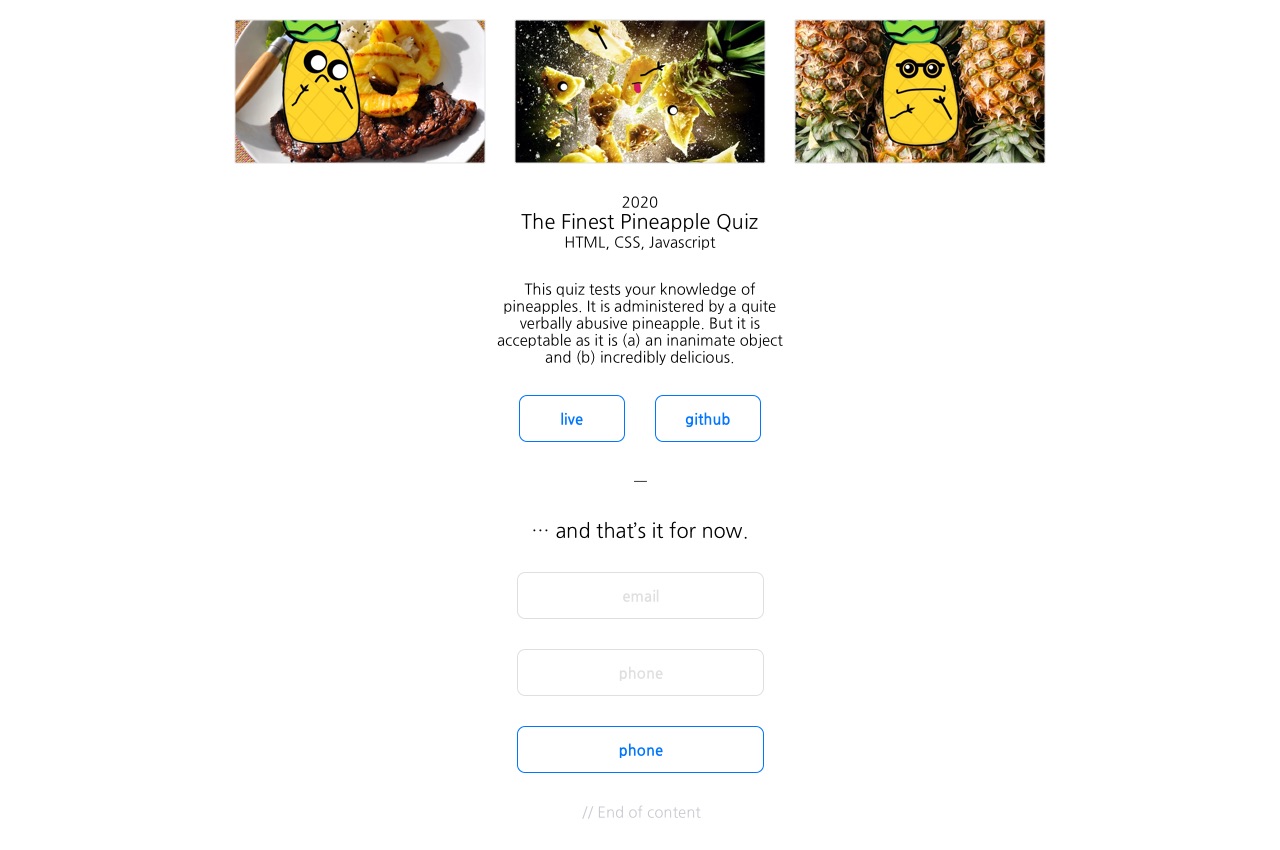 2020
The Finest Pineapple Quiz
HTML, CSS, Javascript
This quiz tests your knowledge of
pineapples. It is administered by a quite
verbally abusive pineapple. But it is
acceptable as it is (a) an inanimate object
and (b) incredibly delicious.
live
github
—
… and that’s it for now.
email
phone
phone
// End of content